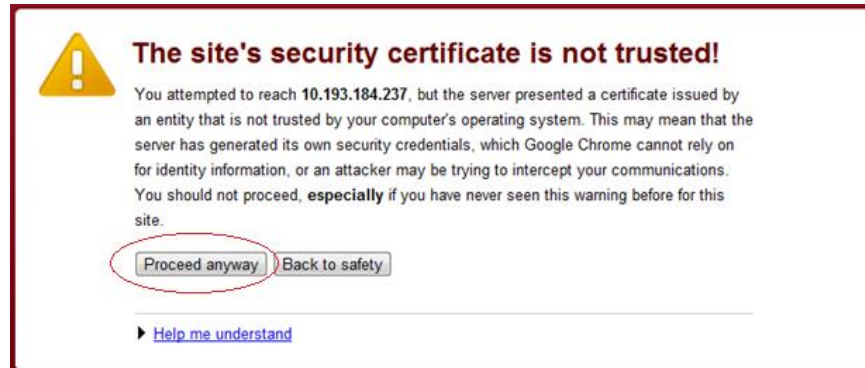 The site's security certificate is not trusted!
You attempted to reach 10.193.184.237, but the server presented a certificate issued by
an entity that is not trusted by your computer's operating system. This may mean that the
server has generated its own security credentials, which Google Chrome cannot rely on
for identity information, or an attacker may be trying to intercept your communications.
You should not proceed, especially if you have never seen this warning before for this
site.
Proceed anyway Back to safety
Help me understand